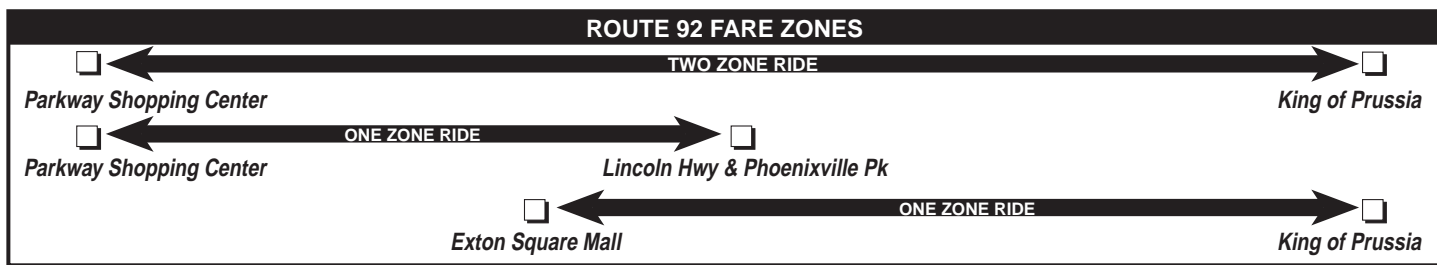 ROUTE 92 FARE ZONES
TWO ZONE RIDE
Parkway Shopping Center King of Prussia
ONE ZONE RIDE
Parkway Shopping Center Lincoln Hwy & Phoenixville Pk
ONE ZONE RIDE
Exton Square Mall King of Prussia